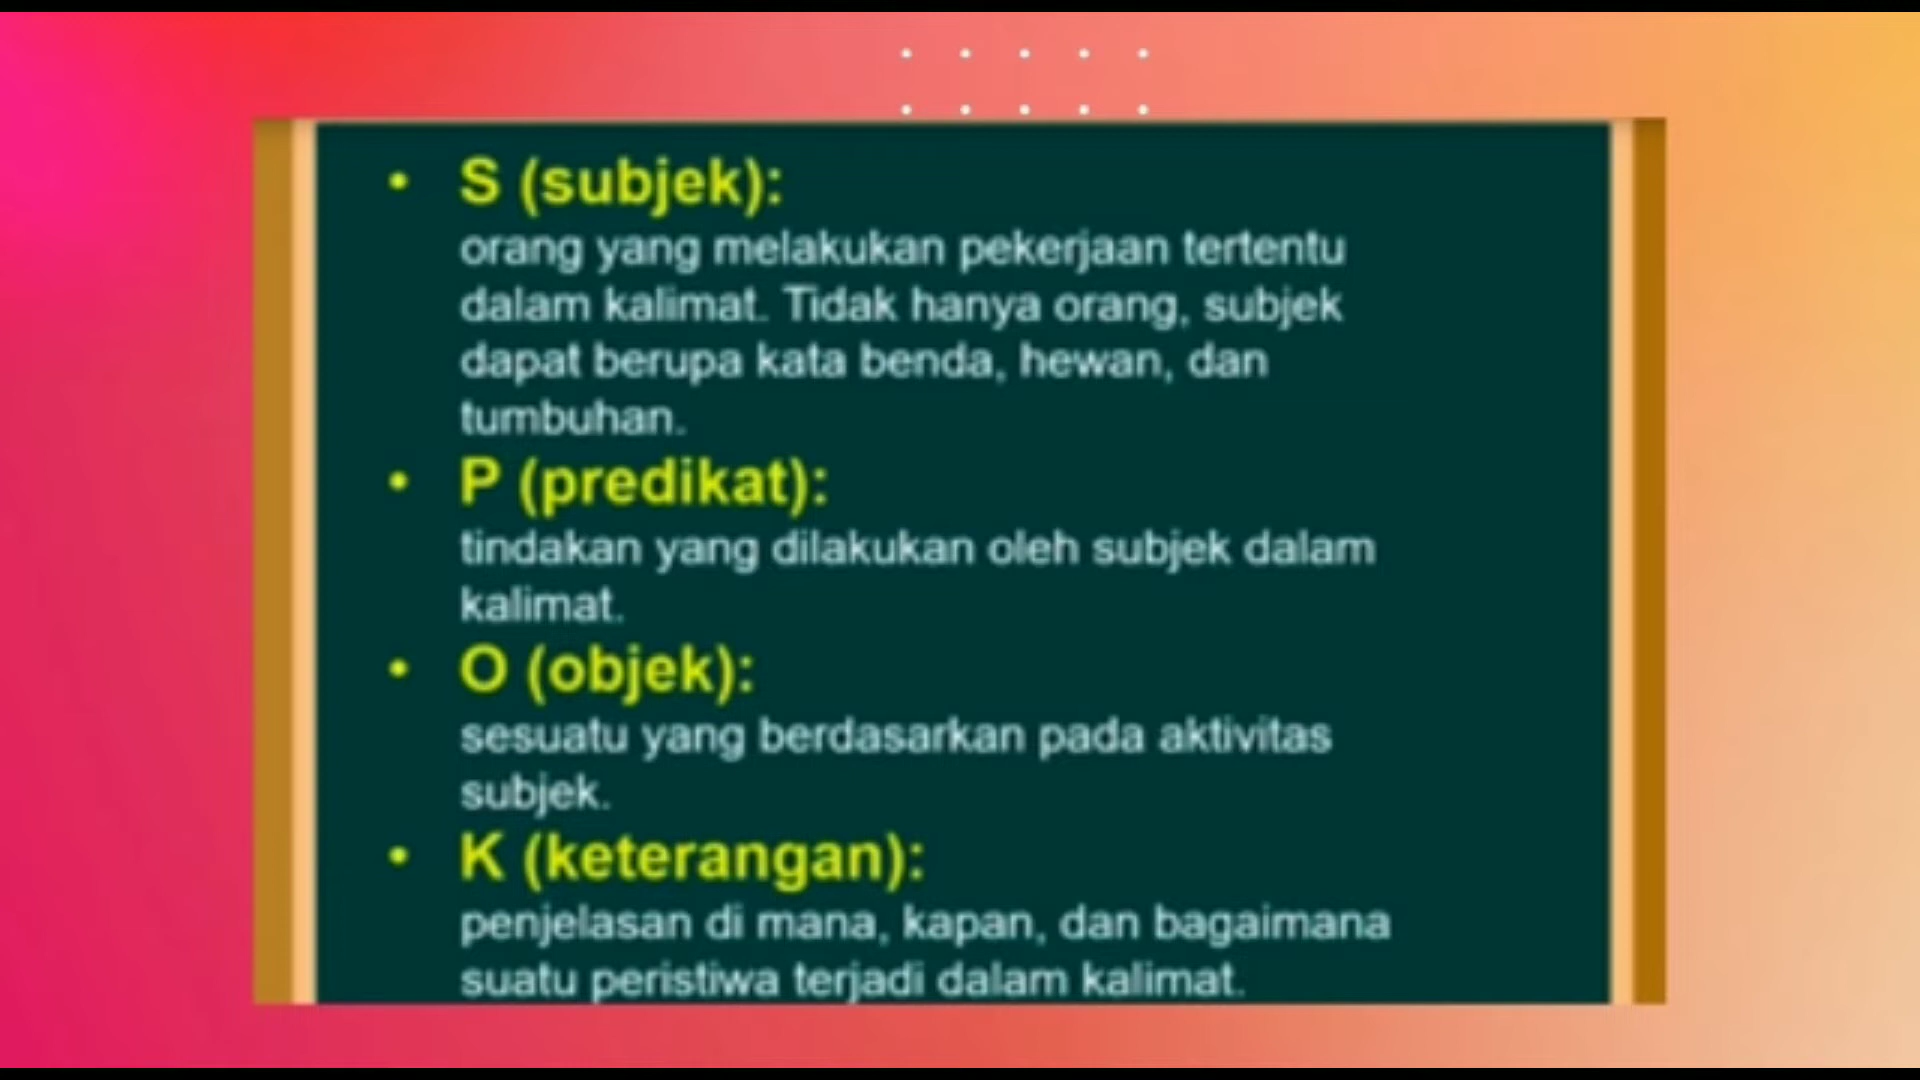 • S (subjek):
orang yang melakukan pekerjaan tertentu
dalam kalimat. Tidak hanya orang, subjek
dapat berupa kata benda, hewan, dan
tumbuhan.
• P (predikat):
tindakan yang dilakukan oleh subjek dalam
kalimat.
• O (objek):
sesuatu yang berdasarkan pada aktivitas
subjek.
• K (keterangan):
penjelasan di mana, kapan, dan bagaimana
suatu peristiwa terjadi dalam kalimat.